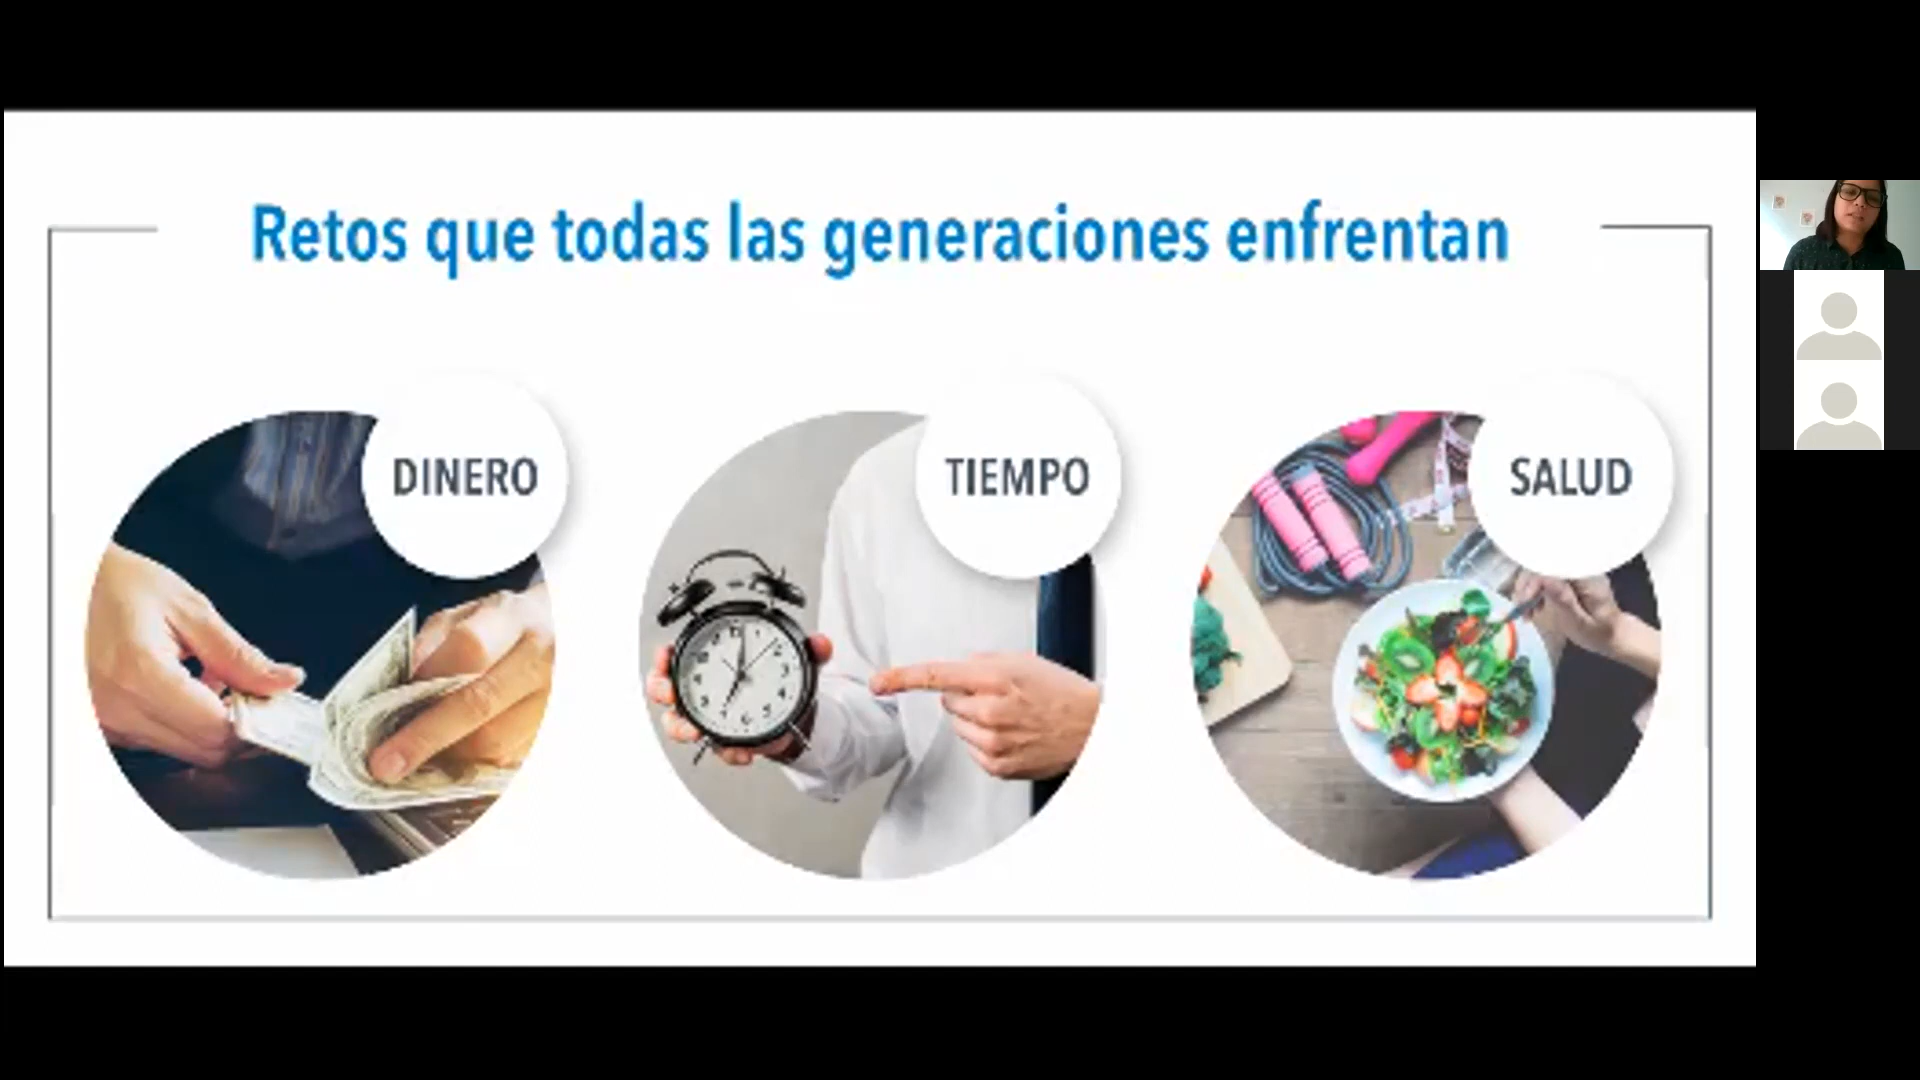 Retos que todas las generaciones enfrentan
DINERO
TIEMPO
SALUD